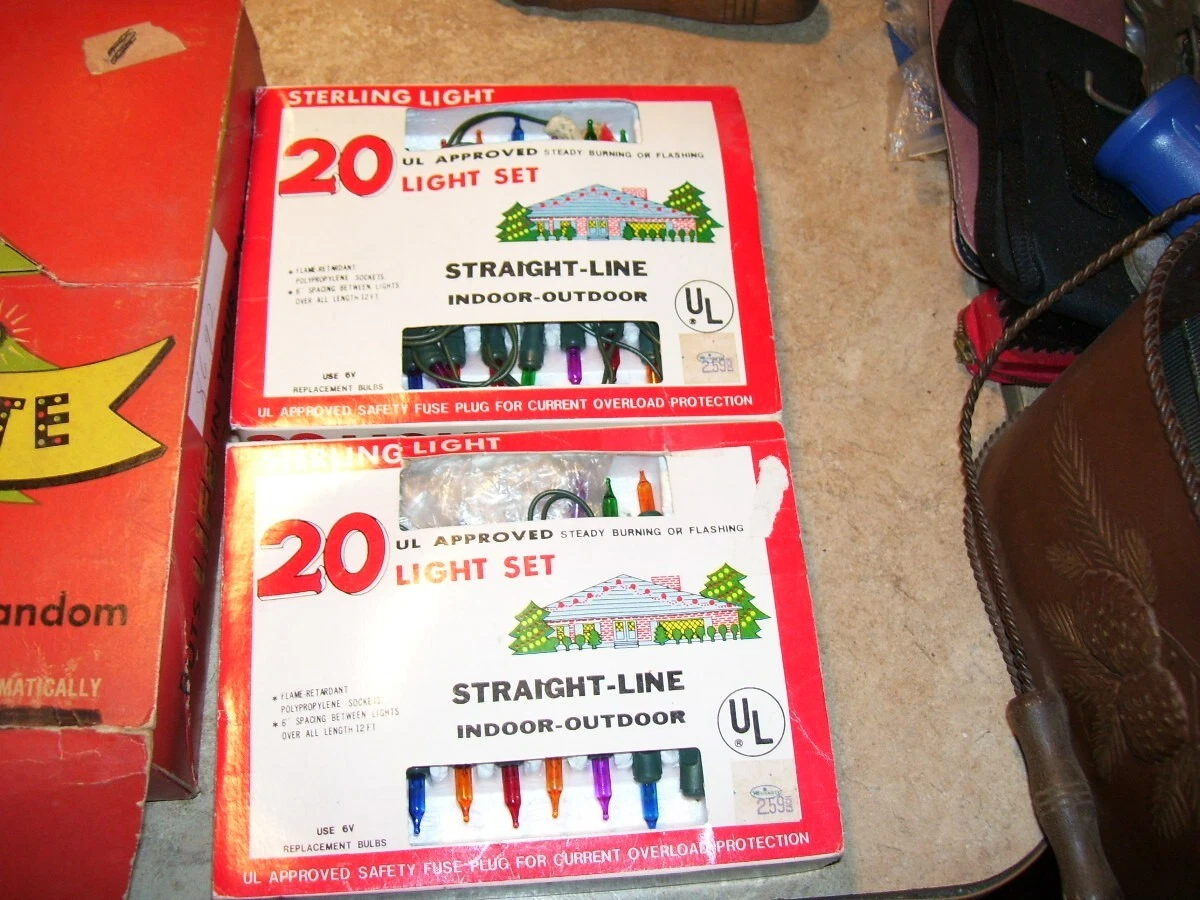 STERLING LIGHT
20
UL APPROVED STEADY BURNING OR FLASHING
LIGHT SET
* FLAME-RETARDANT
POLYPROPYLENE SOCKETS.
* 6" SPACING BETWEEN LIGHTS
OVER ALL LENGTH 12 FT
STRAIGHT-LINE
INDOOR-OUTDOOR
UL
®
2.59
USE 6V
REPLACEMENT BULBS
UL APPROVED SAFETY FUSE PLUG FOR CURRENT OVERLOAD PROTECTION
STERLING LIGHT
20
UL APPROVED STEADY BURNING OR FLASHING
LIGHT SET
* FLAME-RETARDANT
POLYPROPYLENE SOCKETS.
* 6" SPACING BETWEEN LIGHTS
OVER ALL LENGTH 12 FT
STRAIGHT-LINE
INDOOR-OUTDOOR
UL
®
2.59
USE 6V
REPLACEMENT BULBS
UL APPROVED SAFETY FUSE PLUG FOR CURRENT OVERLOAD PROTECTION
TE
andom
MATICALLY